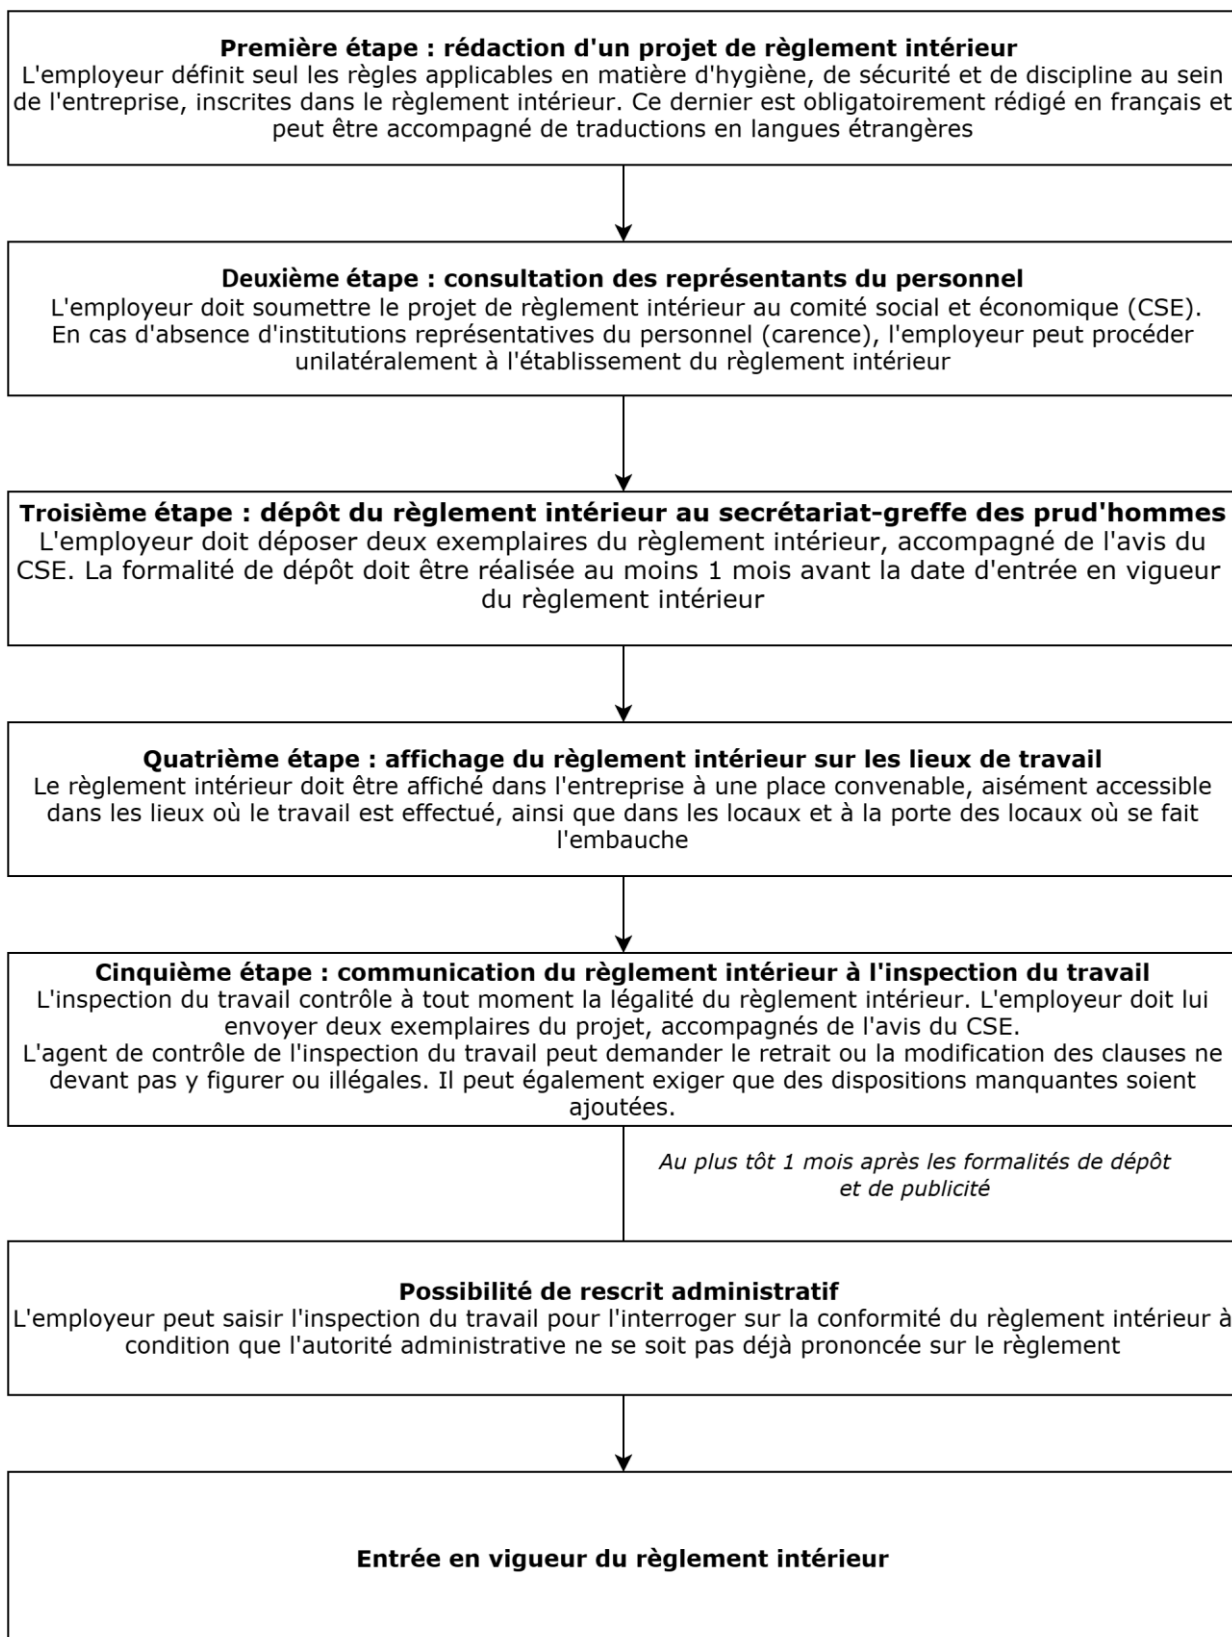 Première étape : rédaction d'un projet de règlement intérieur
L'employeur définit seul les règles applicables en matière d'hygiène, de sécurité et de discipline au sein
de l'entreprise, inscrites dans le règlement intérieur. Ce dernier est obligatoirement rédigé en français et
peut être accompagné de traductions en langues étrangères
Deuxième étape : consultation des représentants du personnel
L'employeur doit soumettre le projet de règlement intérieur au comité social et économique (CSE).
En cas d'absence d'institutions représentatives du personnel (carence), l'employeur peut procéder
unilatéralement à l'établissement du règlement intérieur
Troisième étape : dépôt du règlement intérieur au secrétariat-greffe des prud'hommes
L'employeur doit déposer deux exemplaires du règlement intérieur, accompagné de l'avis du
CSE. La formalité de dépôt doit être réalisée au moins 1 mois avant la date d'entrée en vigueur
du règlement intérieur
Quatrième étape : affichage du règlement intérieur sur les lieux de travail
Le règlement intérieur doit être affiché dans l'entreprise à une place convenable, aisément accessible
dans les lieux où le travail est effectué, ainsi que dans les locaux et à la porte des locaux où se fait
l'embauche
Cinquième étape : communication du règlement intérieur à l'inspection du travail
L'inspection du travail contrôle à tout moment la légalité du règlement intérieur. L'employeur doit lui
envoyer deux exemplaires du projet, accompagnés de l'avis du CSE.
L'agent de contrôle de l'inspection du travail peut demander le retrait ou la modification des clauses ne
devant pas y figurer ou illégales. Il peut également exiger que des dispositions manquantes soient
ajoutées.
Au plus tôt 1 mois après les formalités de dépôt
et de publicité
Possibilité de rescrit administratif
L'employeur peut saisir l'inspection du travail pour l'interroger sur la conformité du règlement intérieur à
condition que l'autorité administrative ne se soit pas déjà prononcée sur le règlement
Entrée en vigueur du règlement intérieur